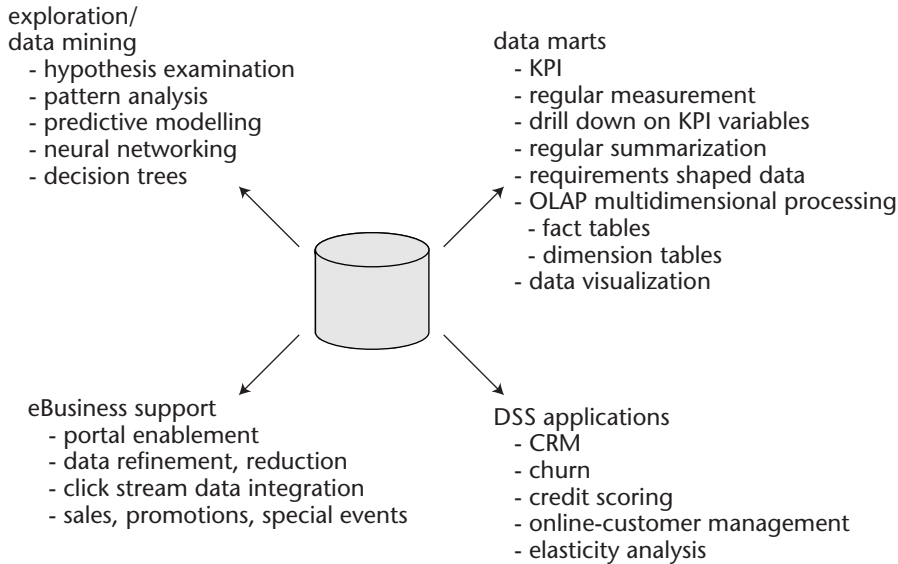 exploration/
data mining
- hypothesis examination
- pattern analysis
- predictive modelling
- neural networking
- decision trees
data marts
- KPI
- regular measurement
- drill down on KPI variables
- regular summarization
- requirements shaped data
- OLAP multidimensional processing
- fact tables
- dimension tables
- data visualization
eBusiness support
- portal enablement
- data refinement, reduction
- click stream data integration
- sales, promotions, special events
DSS applications
- CRM
- churn
- credit scoring
- online-customer management
- elasticity analysis